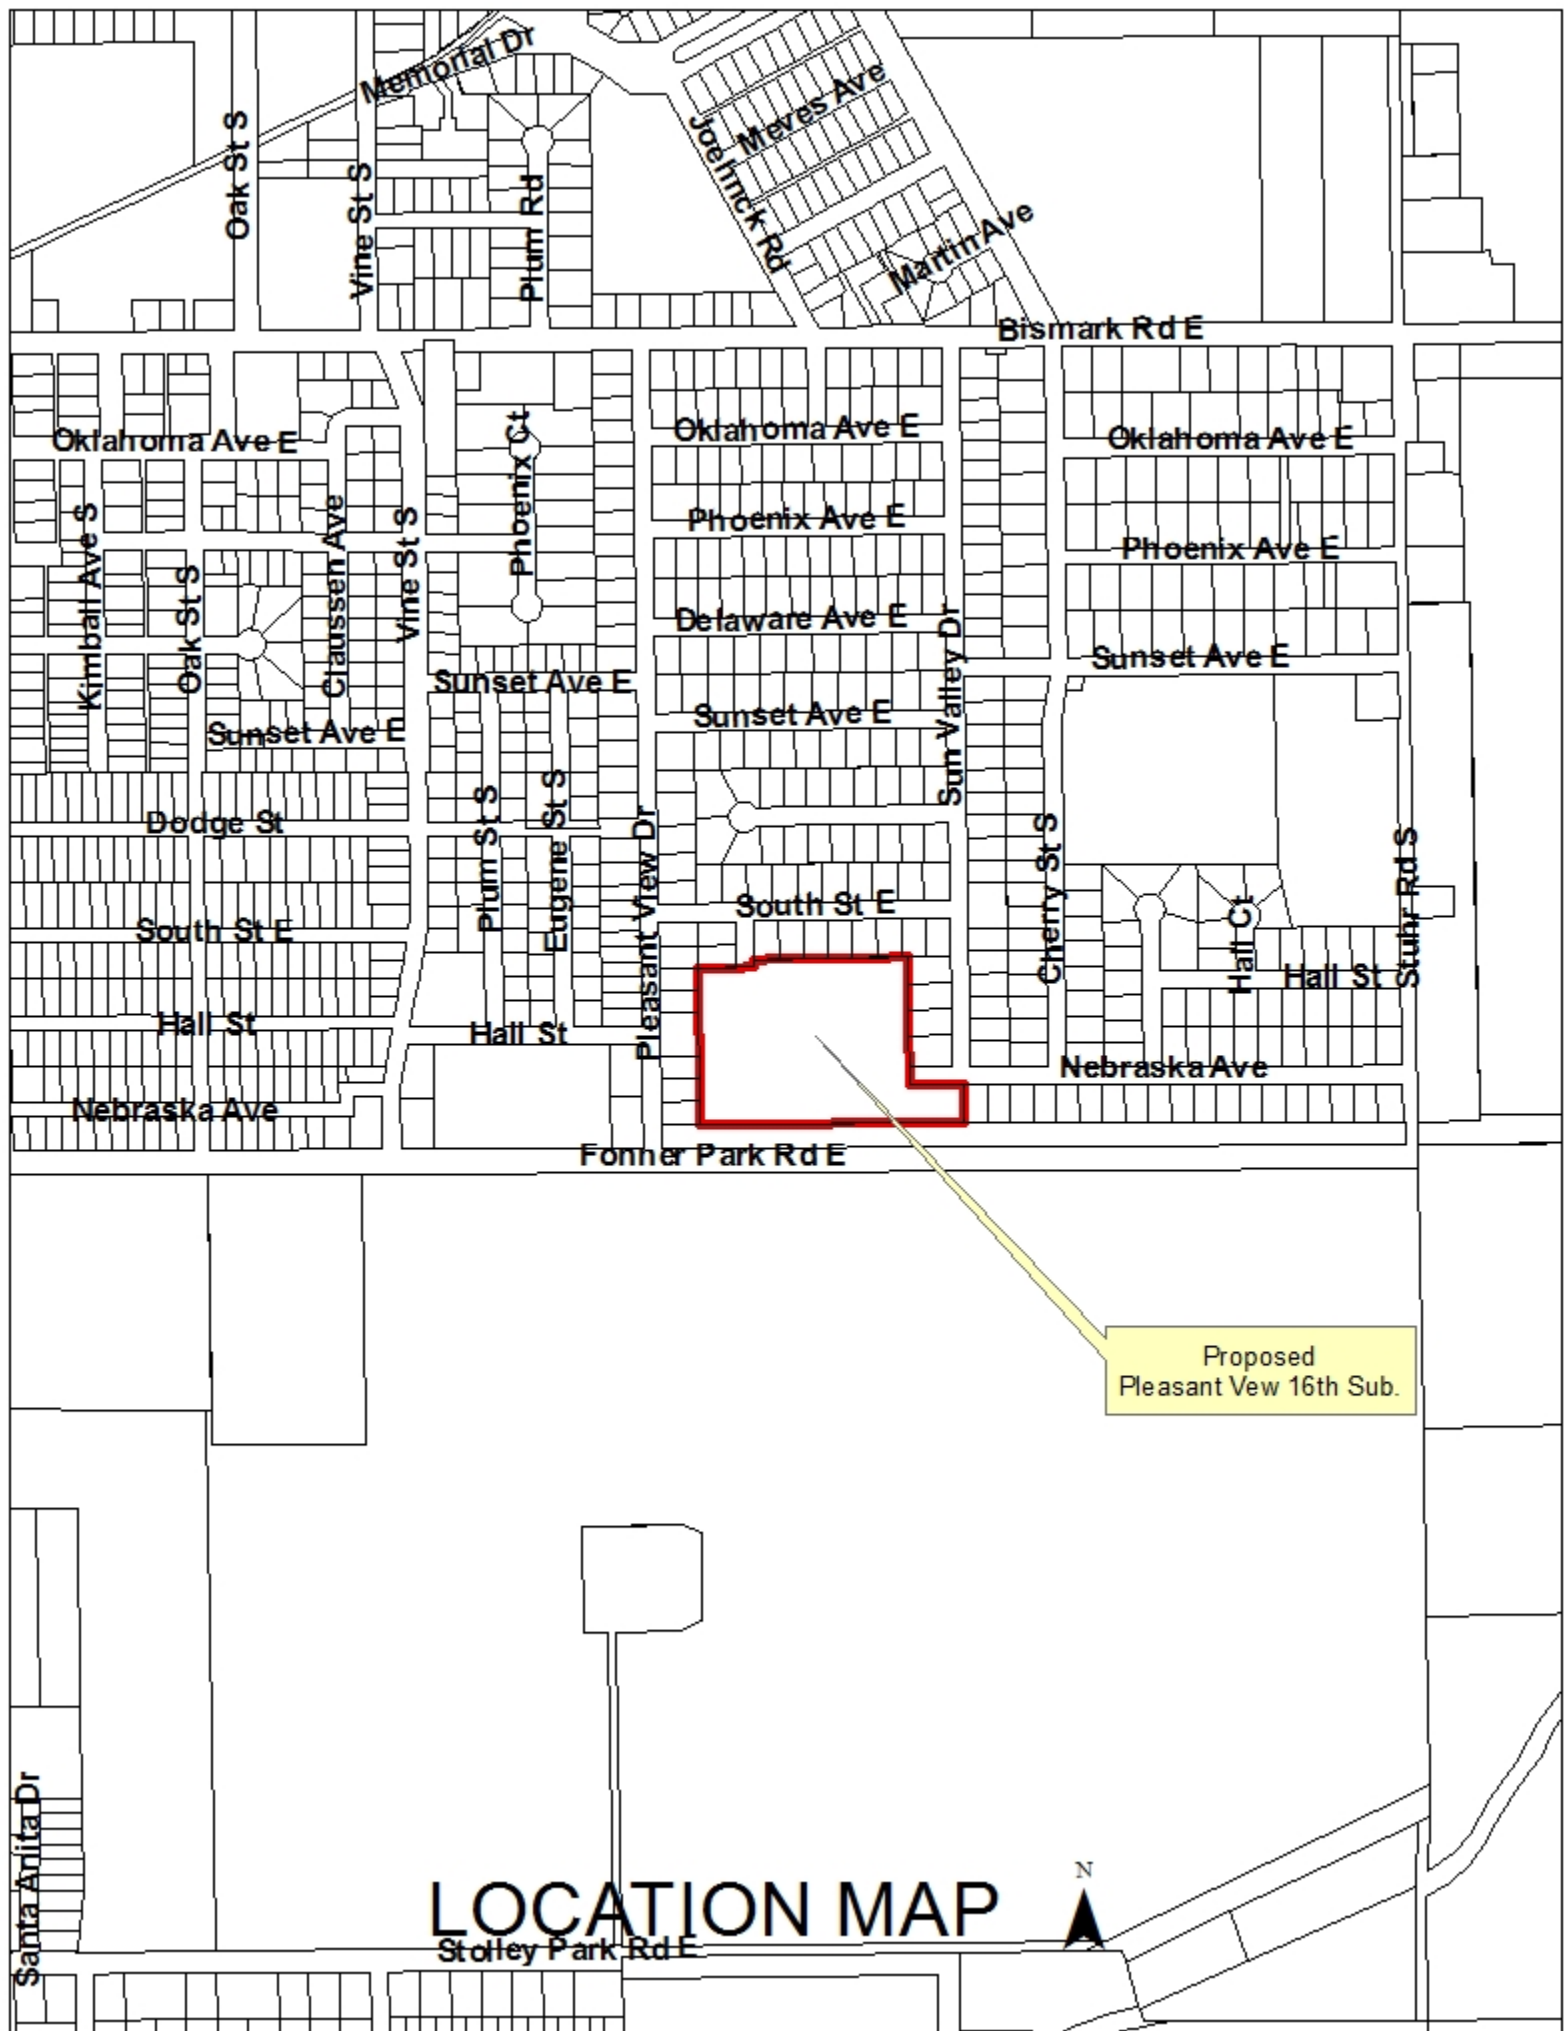 Memorial Dr
Meves Ave
Oak St S
Joehnck Rd
Vine St S
Plum Rd
Martin Ave
Bismark Rd E
Oklahoma Ave E
Oklahoma Ave E
Oklahoma Ave E
Phoenix Ct
Kimball Ave S
Claussen Ave
Vine St S
Phoenix Ave E
Phoenix Ave E
Oak St S
Delaware Ave E
Sun Valley Dr
Sunset Ave E
Sunset Ave E
Sunset Ave E
Sunset Ave E
Dodge St
Plum St S
Eugene St S
Pleasant View Dr
Cherry St S
Stuhr Rd S
South St E
South St E
Hall Ct
Hall St
Hall St
Hall St
Nebraska Ave
Nebraska Ave
Fonner Park Rd E
Proposed
Pleasant Vew 16th Sub.
Santa Anita Dr
N
LOCATION MAP
Stolley Park Rd E